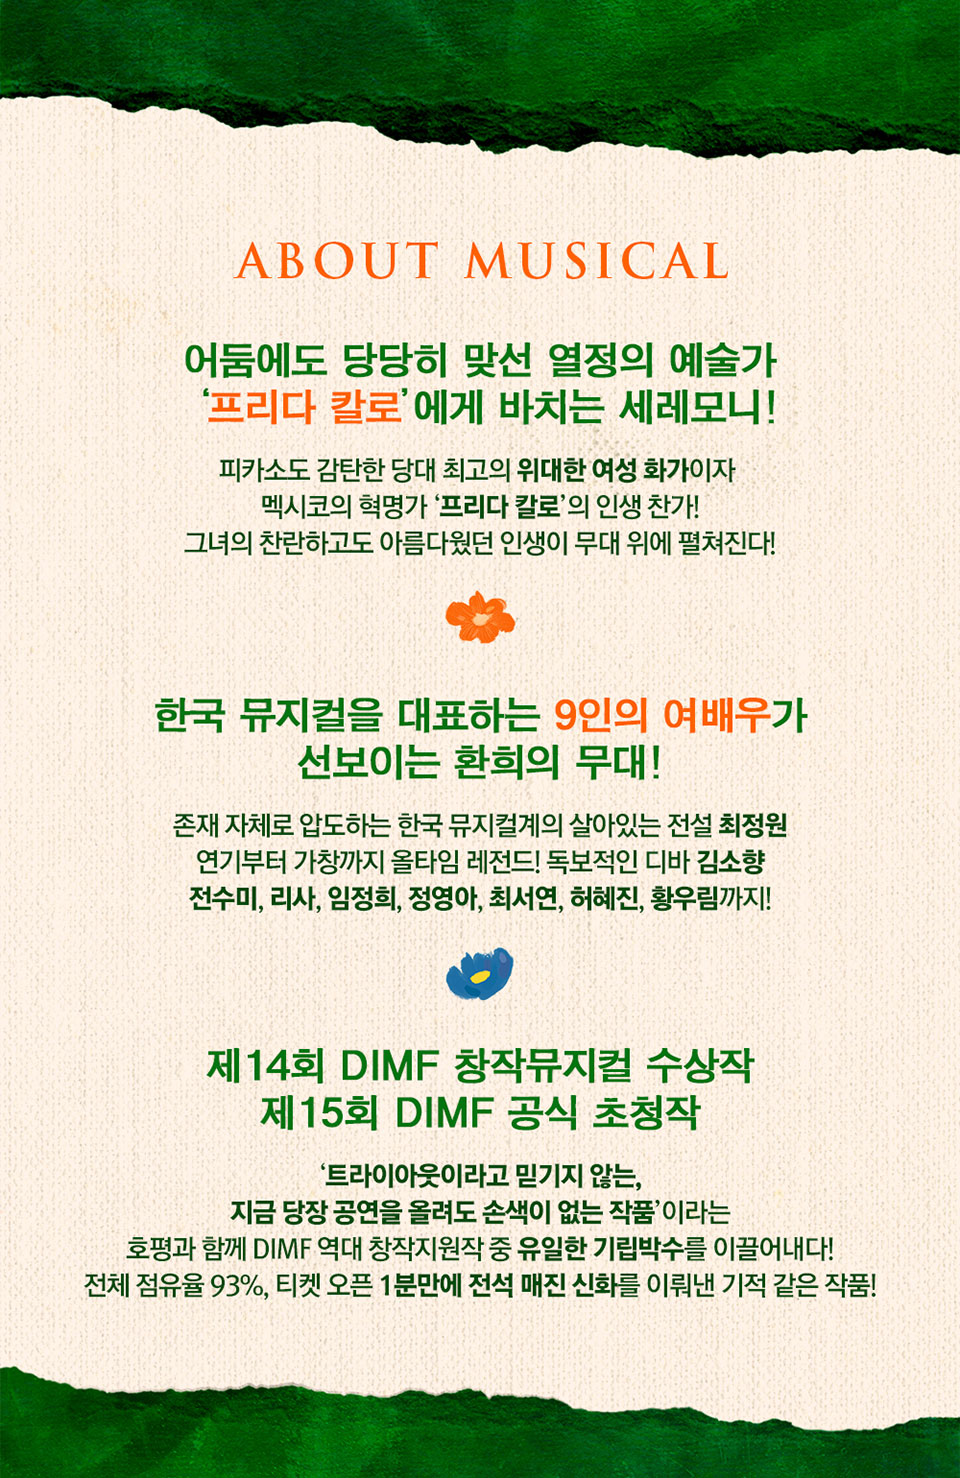 ABOUT MUSICAL
어둠에도 당당히 맞선 열정의 예술가
‘프리다 칼로’에게 바치는 세레모니!
피카소도 감탄한 당대 최고의 위대한 여성 화가이자
멕시코의 혁명가 ‘프리다 칼로’의 인생 찬가!
그녀의 찬란하고도 아름다웠던 인생이 무대 위에 펼쳐진다!
한국 뮤지컬을 대표하는 9인의 여배우가
선보이는 환희의 무대!
존재 자체로 압도하는 한국 뮤지컬계의 살아있는 전설 최정원
연기부터 가창까지 올타임 레전드! 독보적인 디바 김소향
전수미, 리사, 임정희, 정영아, 최서연, 허혜진, 황우림까지!
제14회 DIMF 창작뮤지컬 수상작
제15회 DIMF 공식 초청작
‘트라이아웃이라고 믿기지 않는,
지금 당장 공연을 올려도 손색이 없는 작품’이라는
호평과 함께 DIMF 역대 창작지원작 중 유일한 기립박수를 이끌어내다!
전체 점유율 93%, 티켓 오픈 1분만에 전석 매진 신화를 이뤄낸 기적 같은 작품!